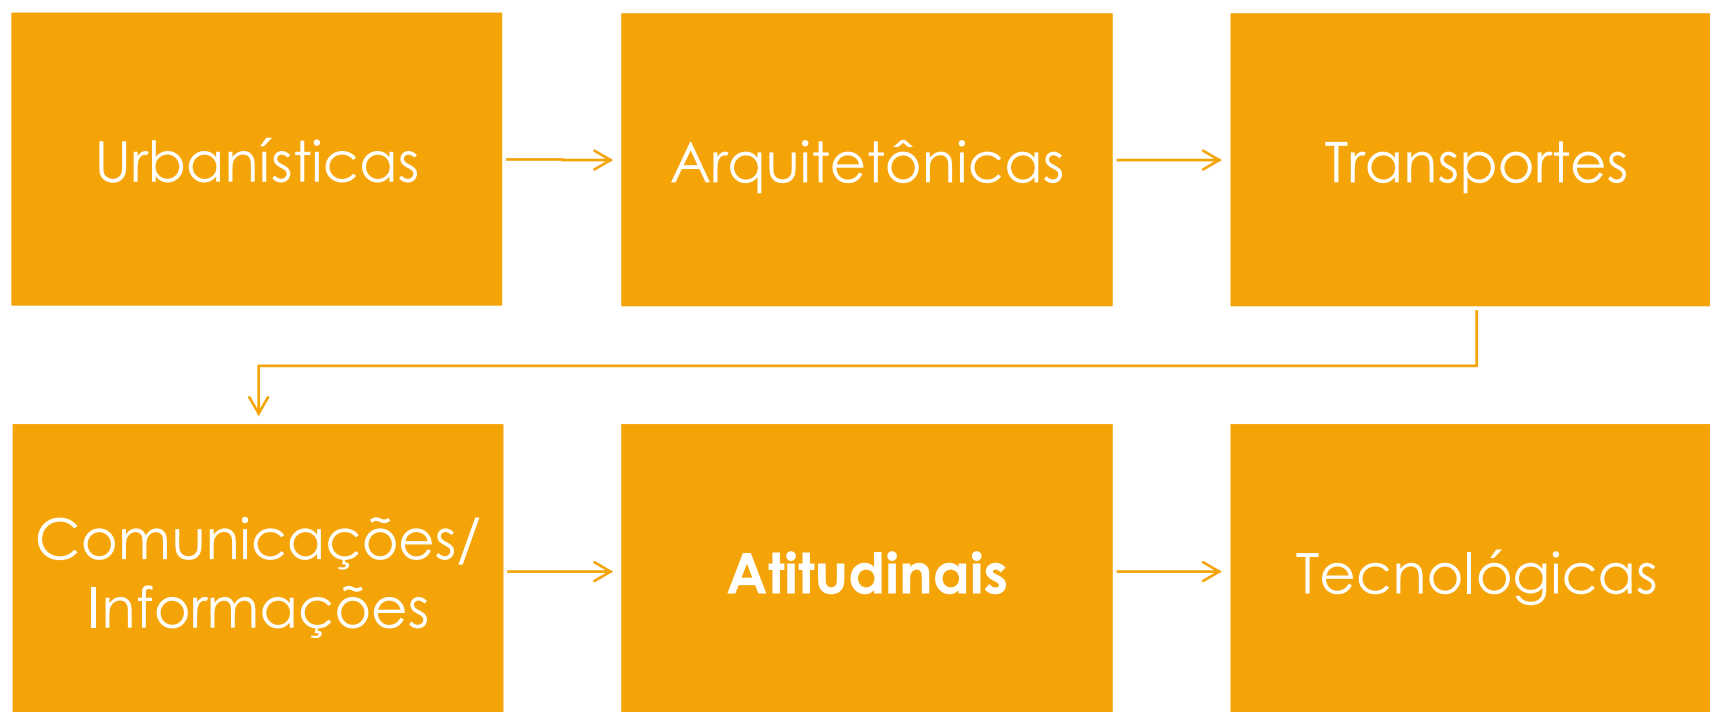 Urbanísticas
Arquitetônicas
Transportes
Comunicações/
Informações
Atitudinais
Tecnológicas